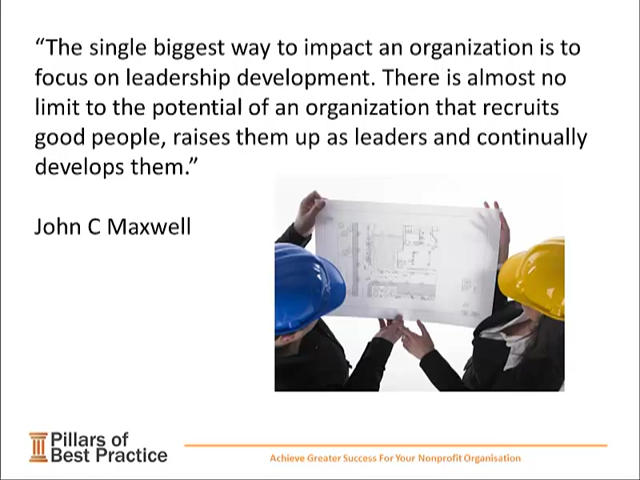 “The single biggest way to impact an organization is to
focus on leadership development. There is almost no
limit to the potential of an organization that recruits
good people, raises them up as leaders and continually
develops them.”
John C Maxwell
Pillars of
Best Practice
Achieve Greater Success For Your Nonprofit Organisation